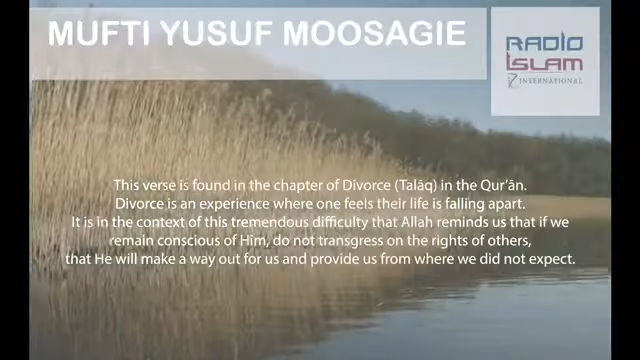 MUFTI YUSUF MOOSAGIE
RADIO
ISLAM
INTERNATIONAL
This verse is found in the chapter of Divorce (Talāq) in the Qur’ān.
Divorce is an experience where one feels their life is falling apart.
It is in the context of this tremendous difficulty that Allah reminds us that if we
remain conscious of Him, do not transgress on the rights of others,
that He will make a way out for us and provide us from where we did not expect.